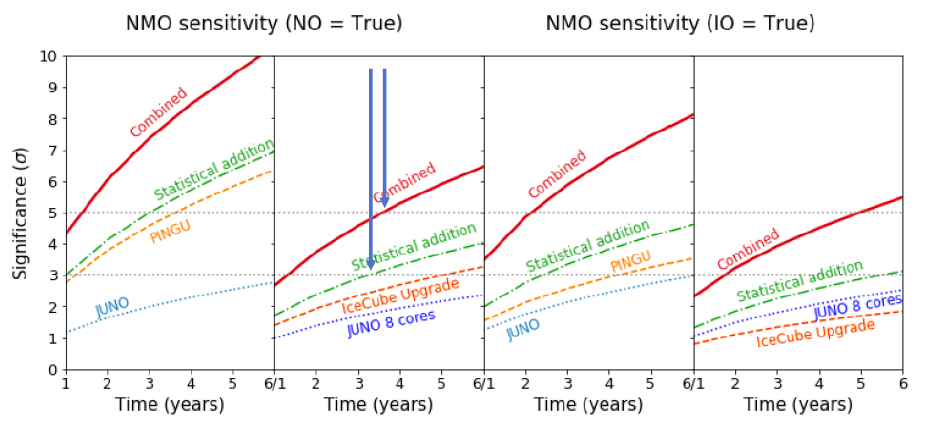 NMO sensitivity (NO = True)
NMO sensitivity (IO = True)
Significance (σ)
10
9
8
7
6
5
4
3
2
1
0
Combined
Statistical addition
PINGU
JUNO
Combined
Statistical addition
IceCube Upgrade
JUNO 8 cores
Combined
Statistical addition
PINGU
JUNO
Combined
Statistical addition
JUNO 8 cores
IceCube Upgrade
1 2 3 4 5 6/1 2 3 4 5 6/1 2 3 4 5 6/1 2 3 4 5 6
Time (years)
Time (years)
Time (years)
Time (years)